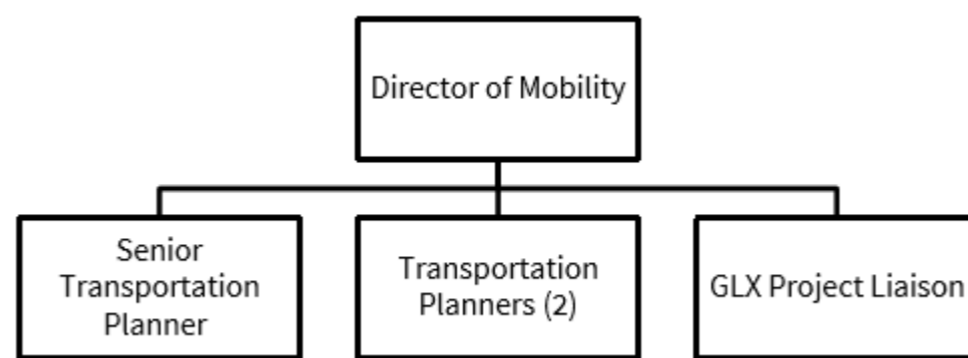 Director of Mobility
Senior
Transportation
Planner
Transportation
Planners (2)
GLX Project Liaison